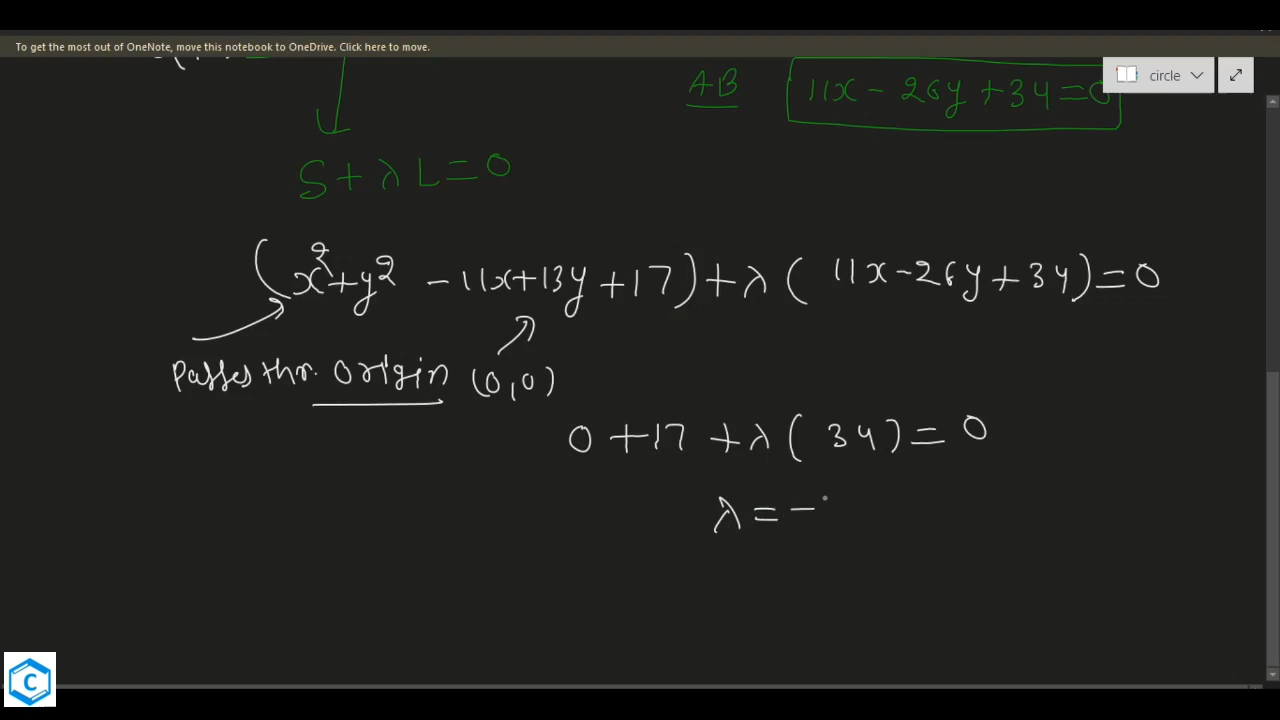 To get the most out of OneNote, move this notebook to OneDrive. Click here to move.
circle
AB 11x - 26y + 34 = 0
S + λ L = 0
(x² + y² - 11x + 13y + 17) + λ ( 11x - 26y + 34) = 0
Passes thr. origin (0,0)
0 + 17 + λ ( 34) = 0
λ = -
C